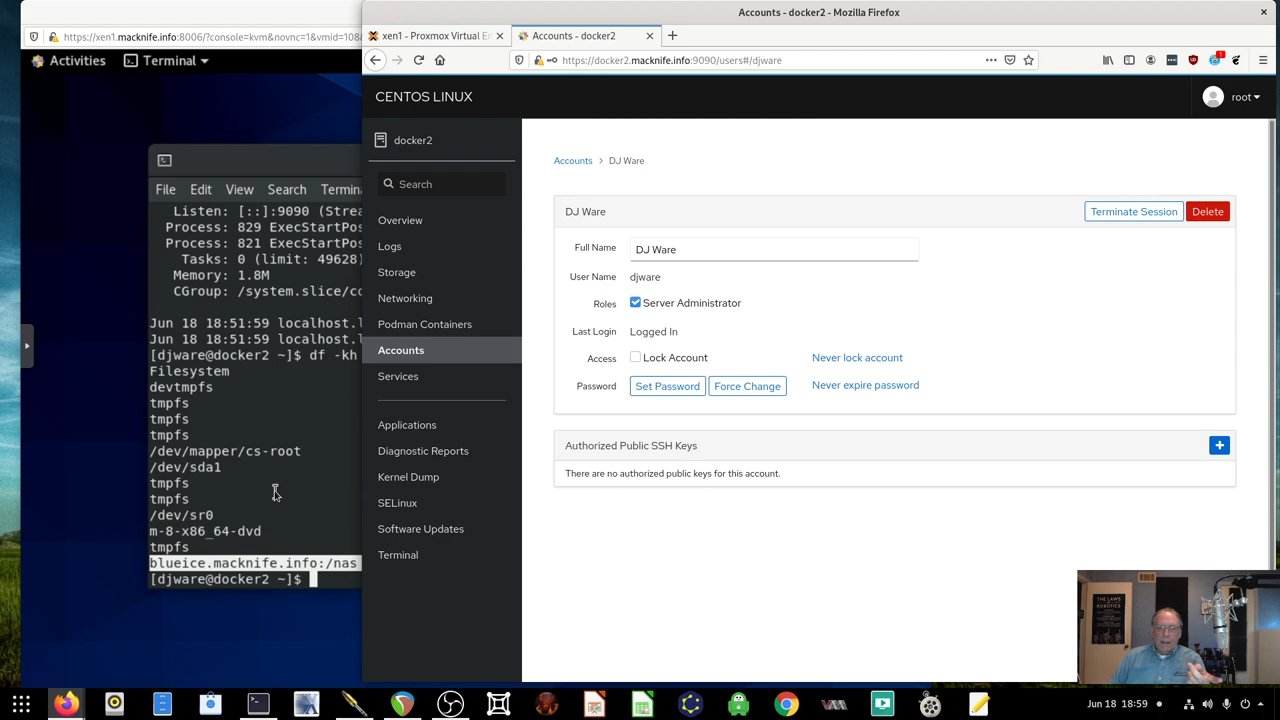 Accounts - docker2 - Mozilla Firefox
https://xen1.macknife.info:8006/?console=kvm&novnc=1&vmid=108
xen1 - Proxmox Virtual En
Accounts - docker2
https://docker2.macknife.info:9090/users#/djware
1
Activities
Terminal
CENTOS LINUX
root
docker2
Search
Overview
Logs
Storage
Networking
Podman Containers
Accounts
Services
Applications
Diagnostic Reports
Kernel Dump
SELinux
Software Updates
Terminal
Accounts > DJ Ware
DJ Ware
Terminate Session
Delete
Full Name DJ Ware
User Name djware
Roles Server Administrator
Last Login Logged In
Access Lock Account Never lock account
Password Set Password Force Change Never expire password
Authorized Public SSH Keys
There are no authorized public keys for this account.
File Edit View Search Termina
Listen: [::]:9090 (Strea
Process: 829 ExecStartPos
Process: 821 ExecStartPos
Tasks: 0 (limit: 49628)
Memory: 1.8M
CGroup: /system.slice/co
Jun 18 18:51:59 localhost.l
Jun 18 18:51:59 localhost.l
[djware@docker2 ~]$ df -kh
Filesystem
devtmpfs
tmpfs
tmpfs
tmpfs
/dev/mapper/cs-root
/dev/sda1
tmpfs
tmpfs
/dev/sr0
m-8-x86_64-dvd
tmpfs
blueice.macknife.info:/nas
[djware@docker2 ~]$
THE LAWS
ROBOTICS
Jun 18 18:59